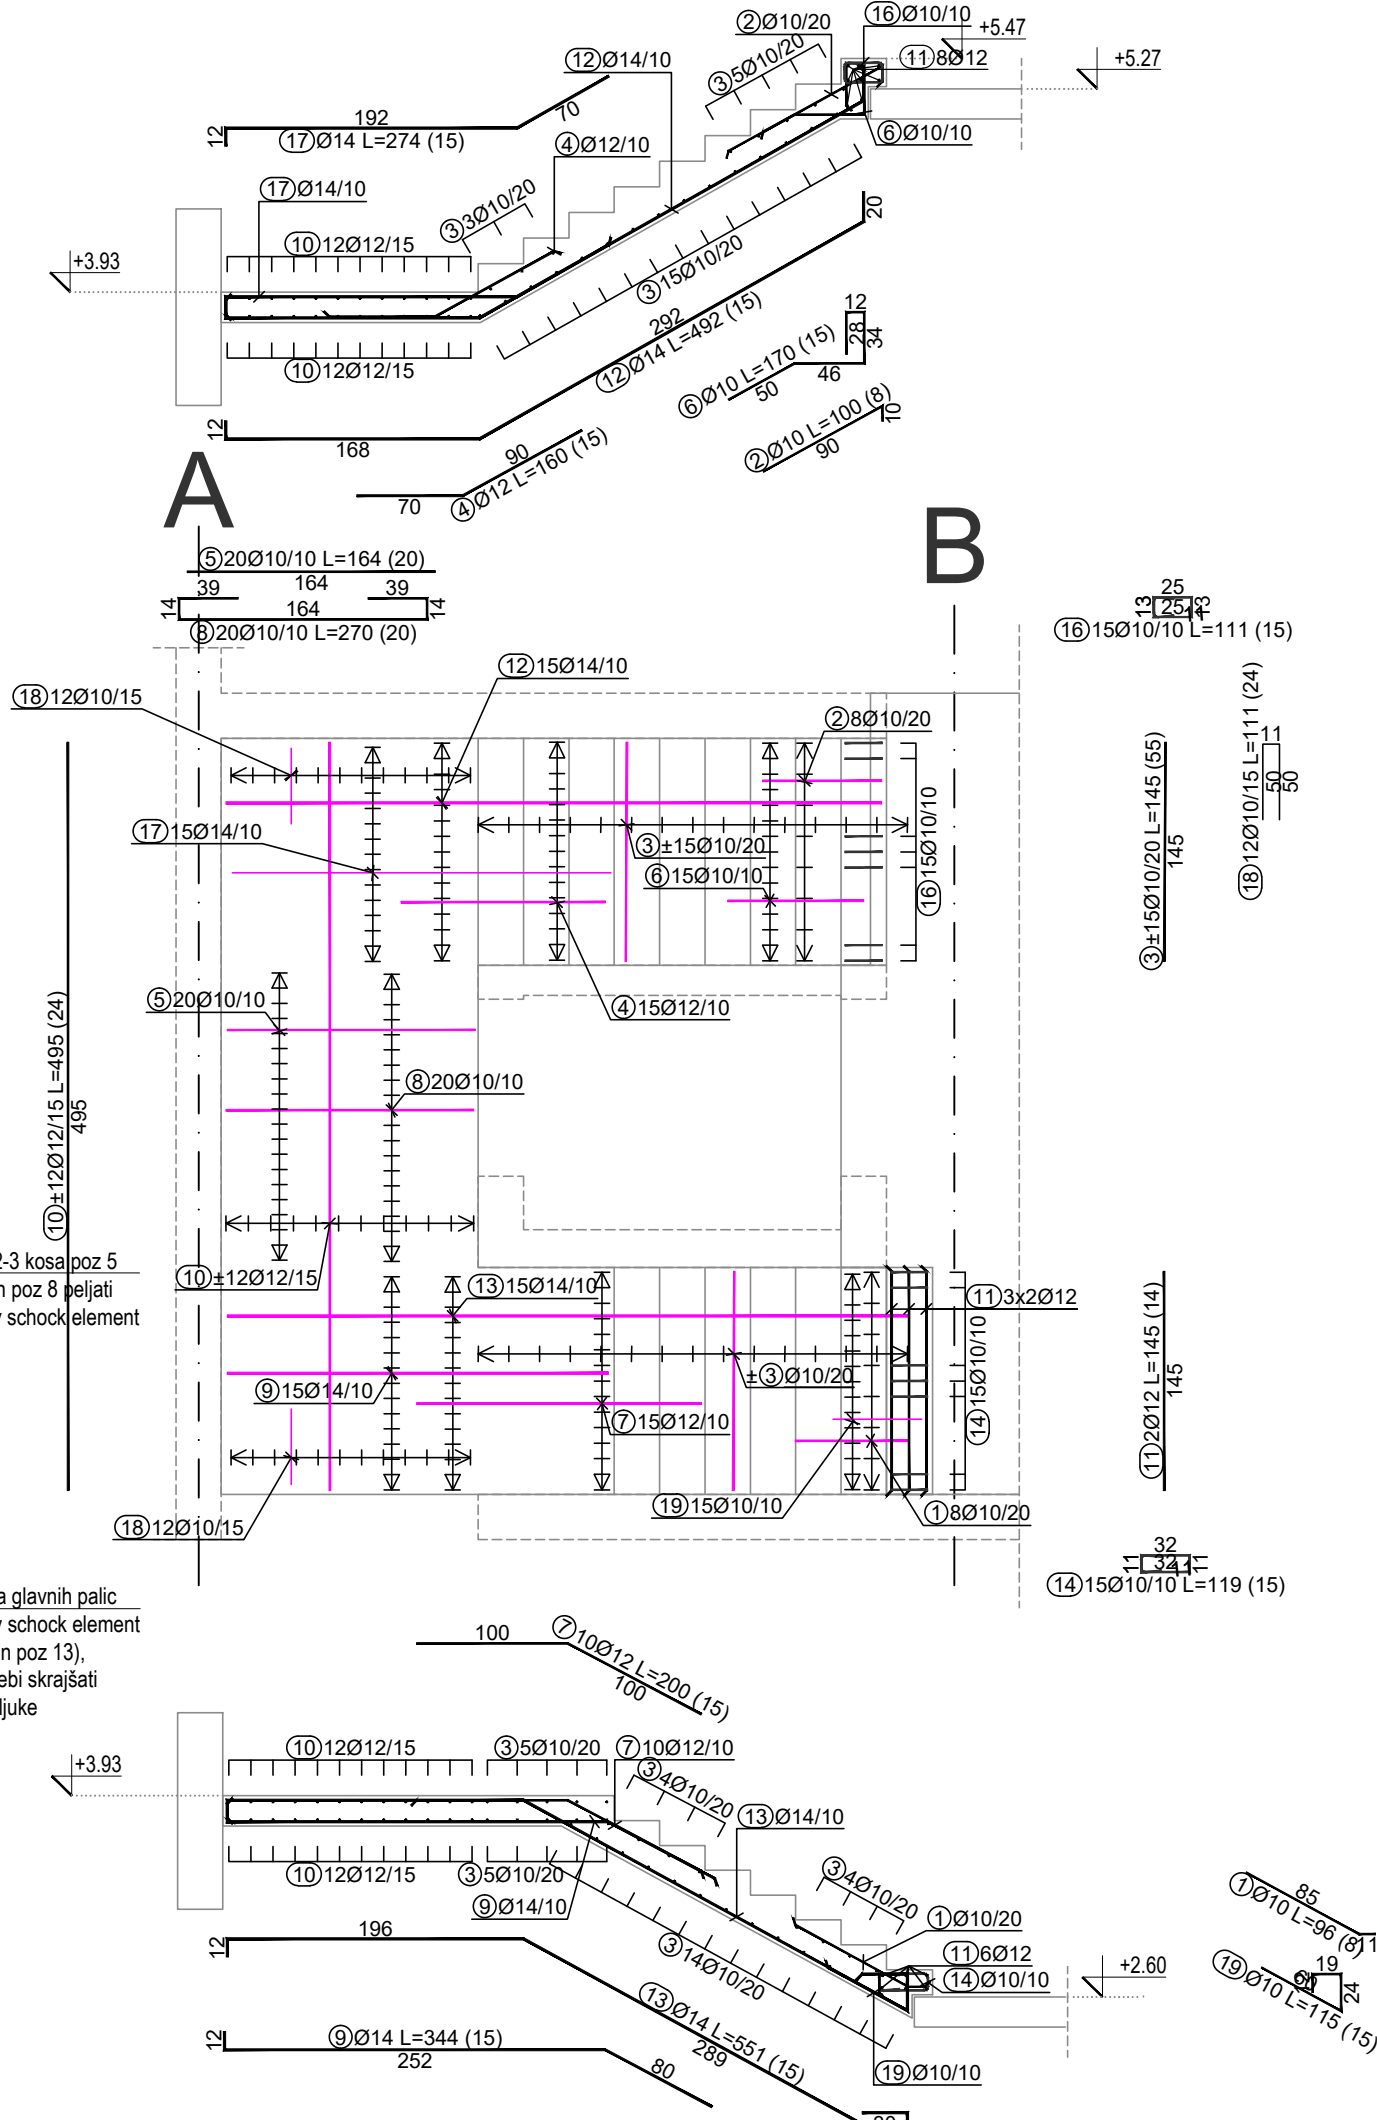 ②Ø10/20
⑯Ø10/10
+5.47
⑪8Ø12
+5.27
⑫Ø14/10
③5Ø10/20
⑥Ø10/10
192
70
12
⑰Ø14 L=274 (15)
④Ø12/10
⑰Ø14/10
③3Ø10/20
20
⑩12Ø12/15
+3.93
③15Ø10/20
⑩12Ø12/15
292
⑫Ø14 L=492 (15)
12
168
12
28
34
⑥Ø10 L=170 (15)
50
46
②Ø10 L=100 (8)
90
10
90
④Ø12 L=160 (15)
70
A
B
⑤20Ø10/10 L=164 (20)
164
39
39
14
164
14
⑧20Ø10/10 L=270 (20)
25
13
25
13
⑯15Ø10/10 L=111 (15)
⑱12Ø10/15 L=111 (24)
11
50
50
③±15Ø10/20 L=145 (55)
145
⑱12Ø10/15
⑫15Ø14/10
②8Ø10/20
⑰15Ø14/10
③±15Ø10/20
⑥15Ø10/10
⑯15Ø10/10
⑤20Ø10/10
④15Ø12/10
⑧20Ø10/10
⑩±12Ø12/15 L=495 (24)
495
2-3 kosa poz 5
n poz 8 peljati
v schock element
⑩±12Ø12/15
⑬15Ø14/10
⑪3x2Ø12
±③Ø10/20
⑨15Ø14/10
⑦15Ø12/10
⑭15Ø10/10
⑪2Ø12 L=145 (14)
145
⑲15Ø10/10
①8Ø10/20
⑱12Ø10/15
32
11
32
11
⑭15Ø10/10 L=119 (15)
a glavnih palic
v schock element
n poz 13),
ebi skrajšati
ljuke
100
⑦10Ø12 L=200 (15)
100
+3.93
⑩12Ø12/15
③5Ø10/20
⑦10Ø12/10
③4Ø10/20
⑬Ø14/10
⑩12Ø12/15
③5Ø10/20
③4Ø10/20
⑨Ø14/10
①Ø10/20
⑪6Ø12
⑭Ø10/10
+2.60
③14Ø10/20
⑲Ø10/10
12
196
⑬Ø14 L=551 (15)
289
12
⑨Ø14 L=344 (15)
252
80
85
①Ø10 L=96 (8)
19
24
⑲Ø10 L=115 (15)